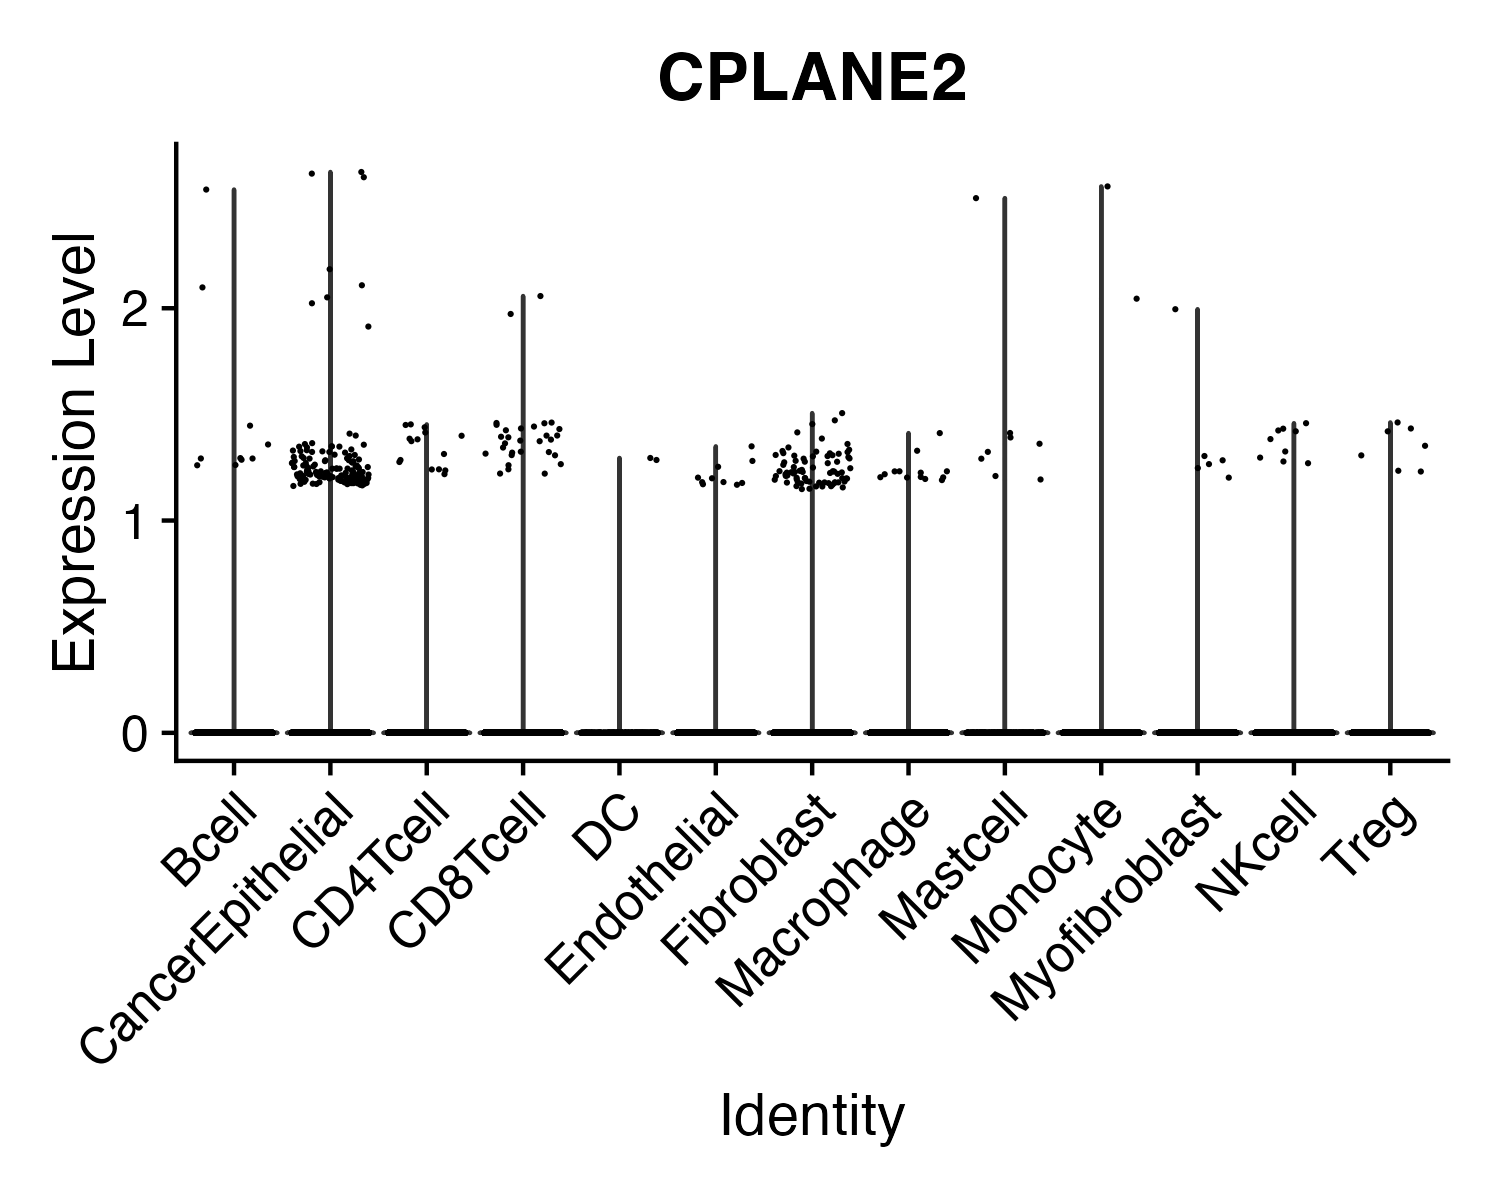 CPLANE2
Expression Level
2
1
0
Bcell
CancerEpithelial
CD4Tcell
CD8Tcell
DC
Endothelial
Fibroblast
Macrophage
Mastcell
Monocyte
Myofibroblast
NKcell
Treg
Identity